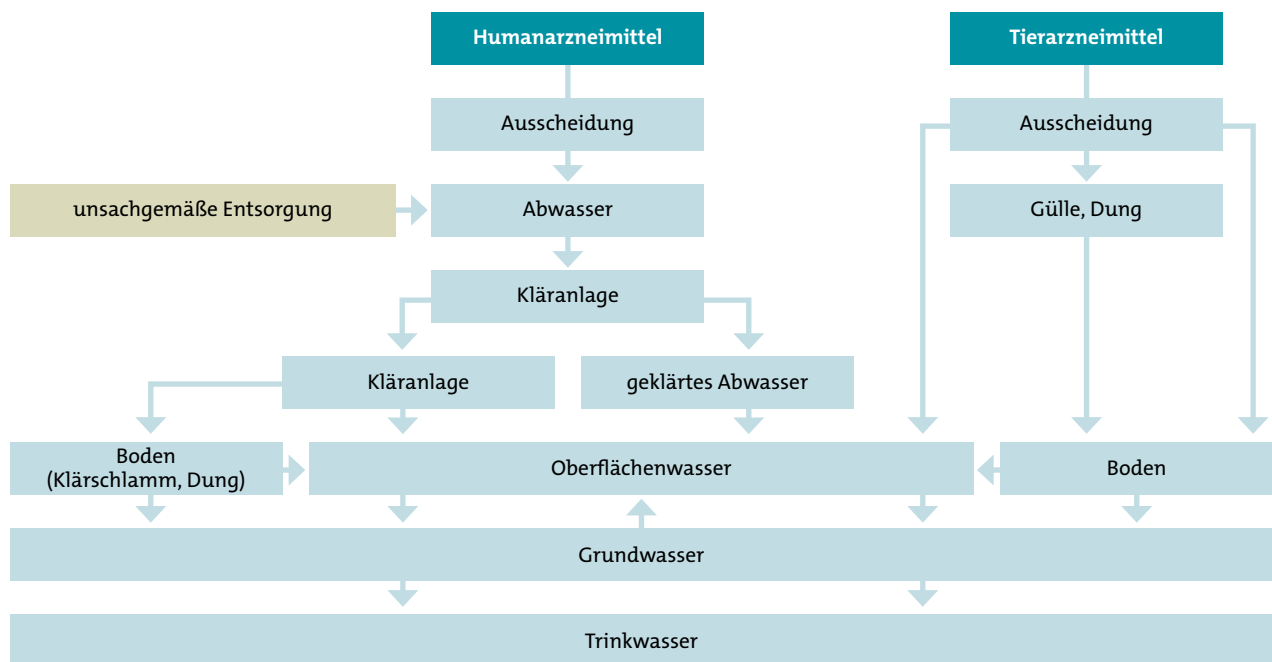 Humanarzneimittel
Tierarzneimittel
Ausscheidung
Ausscheidung
unsachgemäße Entsorgung
Abwasser
Gülle, Dung
Kläranlage
Kläranlage
geklärtes Abwasser
Boden
(Klärschlamm, Dung)
Oberflächenwasser
Boden
Grundwasser
Trinkwasser